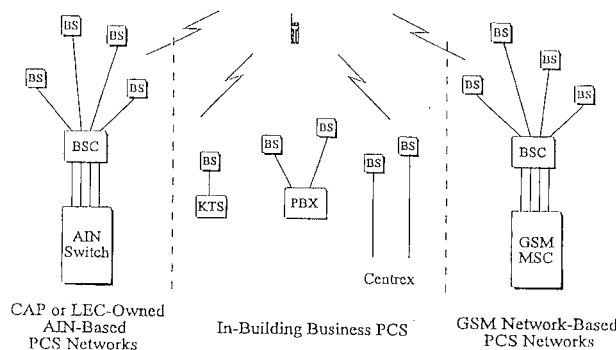 BS
BS
BS
BS
BSC
AIN
Switch
CAP or LEC-Owned
AIN-Based
PCS Networks
BS
KTS
BS
BS
PBX
BS
BS
Centrex
In-Building Business PCS
BS
BS
BS
BS
BSC
GSM
MSC
GSM Network-Based
PCS Networks